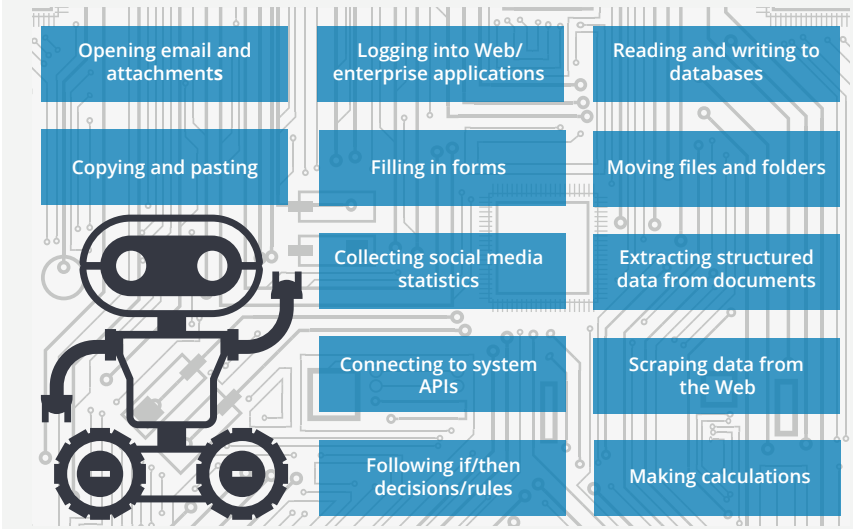 Opening email and
attachments
Logging into Web/
enterprise applications
Reading and writing to
databases
Copying and pasting
Filling in forms
Moving files and folders
Collecting social media
statistics
Extracting structured
data from documents
Connecting to system
APIs
Scraping data from
the Web
Following if/then
decisions/rules
Making calculations